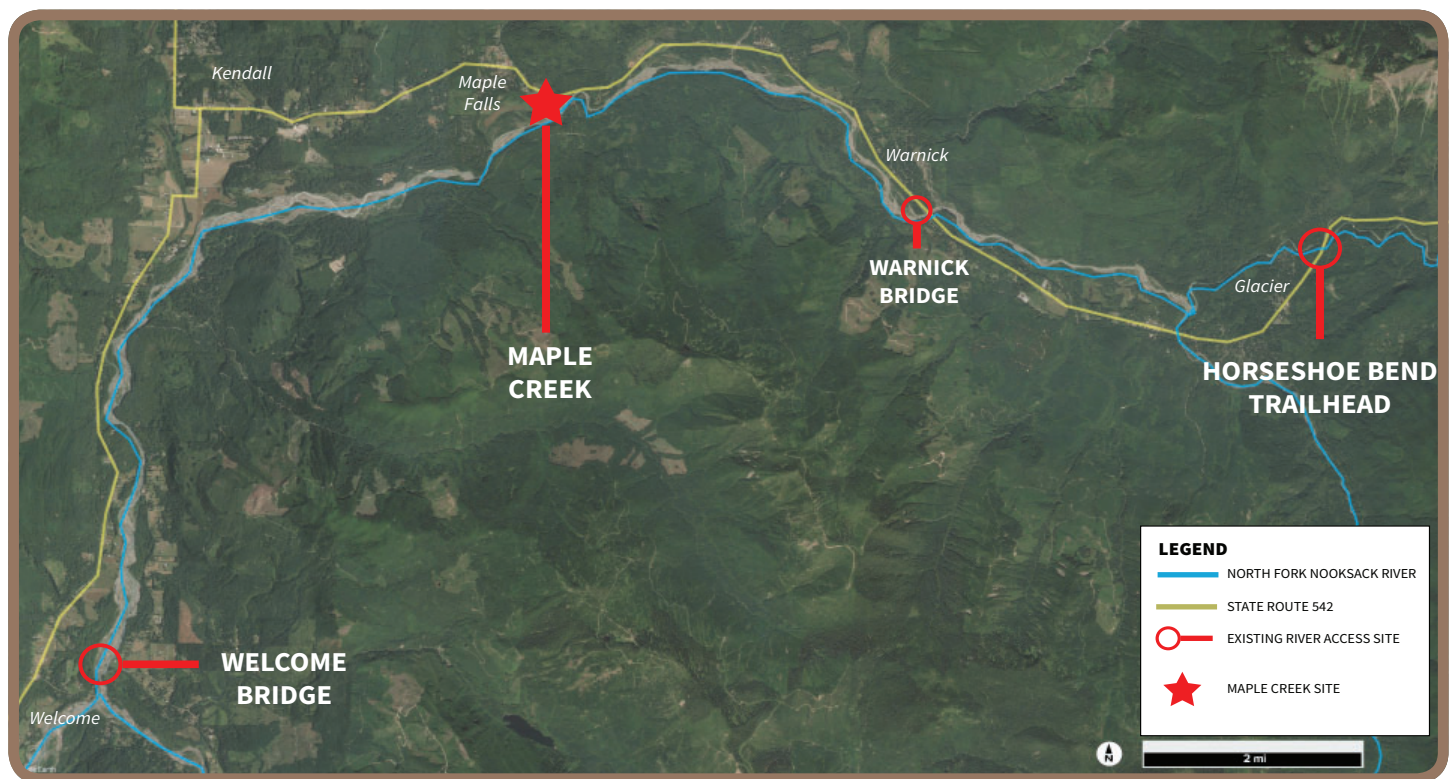 Kendall
Maple
Falls
Warnick
WARNICK
BRIDGE
Glacier
MAPLE
CREEK
HORSESHOE BEND
TRAILHEAD
WELCOME
BRIDGE
Welcome
LEGEND
NORTH FORK NOOKSACK RIVER
STATE ROUTE 542
EXISTING RIVER ACCESS SITE
MAPLE CREEK SITE
N
2 mi